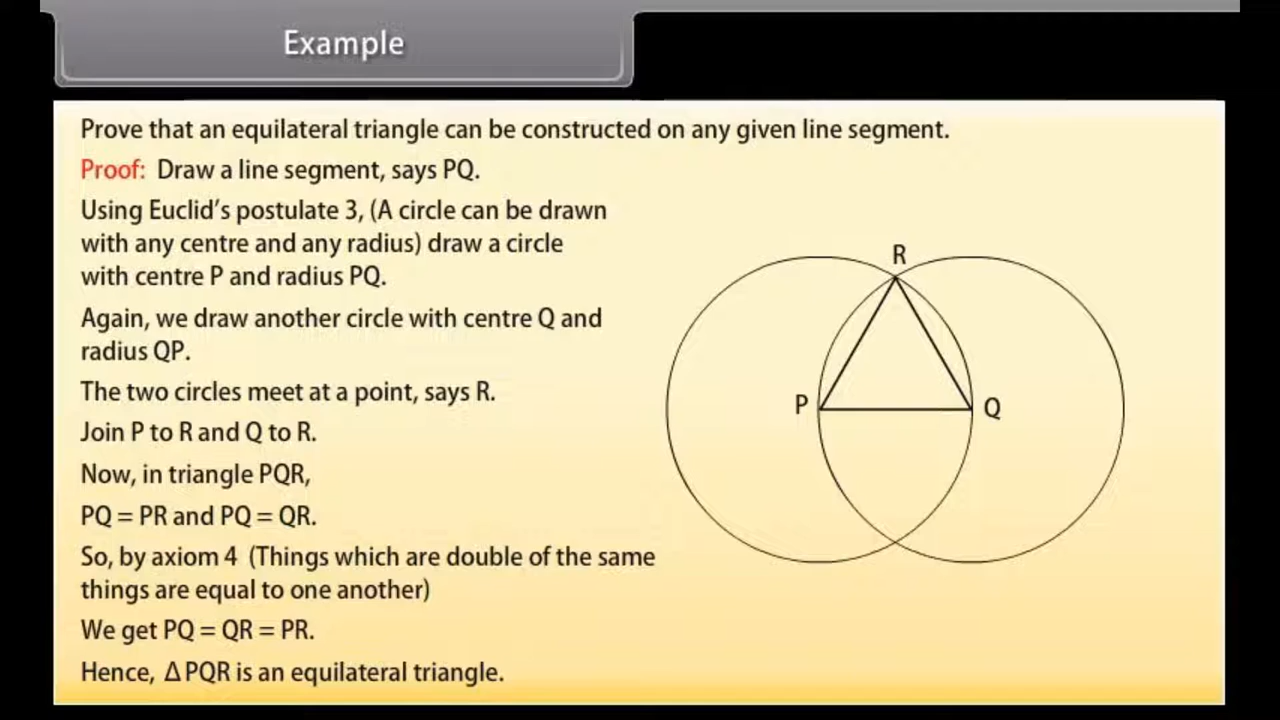 Example
Prove that an equilateral triangle can be constructed on any given line segment.
Proof: Draw a line segment, says PQ.
Using Euclid's postulate 3, (A circle can be drawn
with any centre and any radius) draw a circle
with centre P and radius PQ.
Again, we draw another circle with centre Q and
radius QP.
The two circles meet at a point, says R.
Join P to R and Q to R.
Now, in triangle PQR,
PQ = PR and PQ = QR.
So, by axiom 4 (Things which are double of the same
things are equal to one another)
We get PQ = QR = PR.
Hence, Δ PQR is an equilateral triangle.
R
P
Q